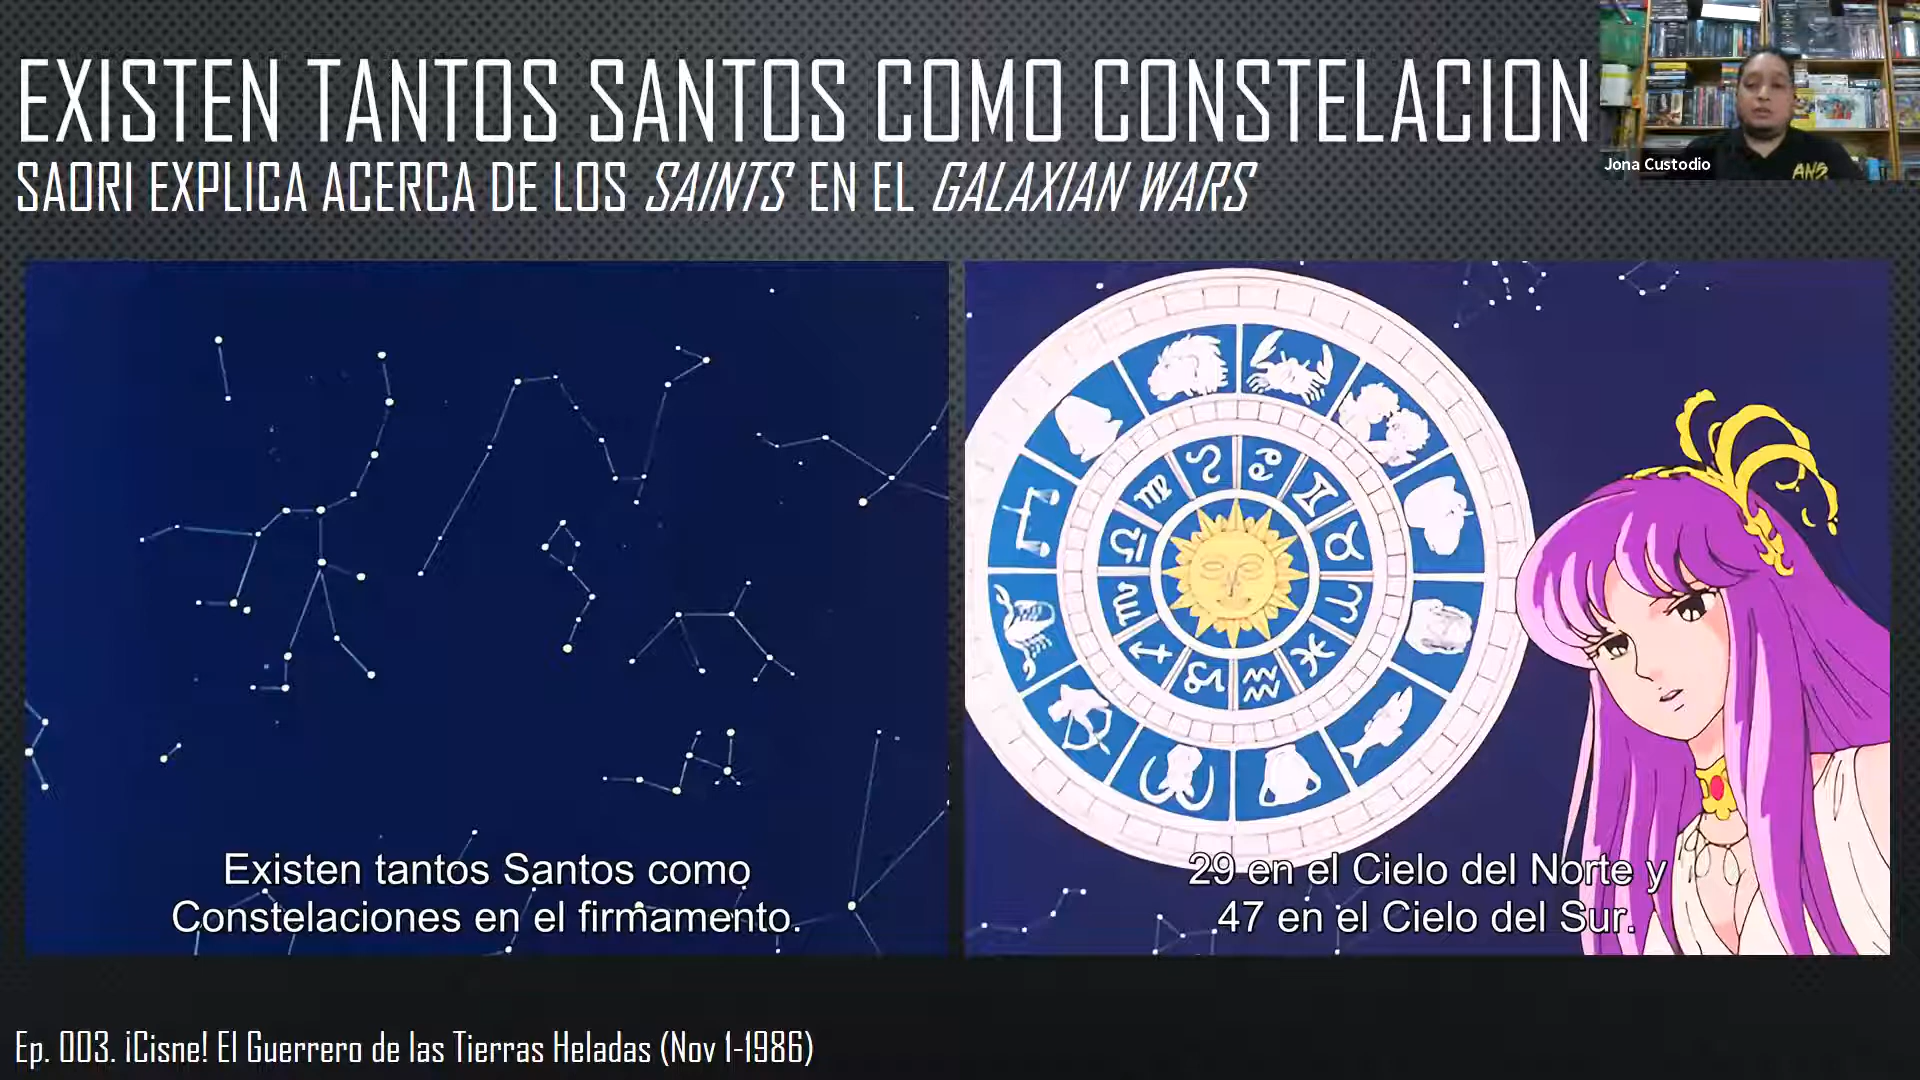 EXISTEN TANTOS SANTOS COMO CONSTELACION
SAORI EXPLICA ACERCA DE LOS SAINTS EN EL GALAXIAN WARS
Jona Custodio
ANS
Existen tantos Santos como
Constelaciones en el firmamento.
29 en el Cielo del Norte y
47 en el Cielo del Sur.
Ep. 003. ¡Cisne! El Guerrero de las Tierras Heladas (Nov 1-1986)